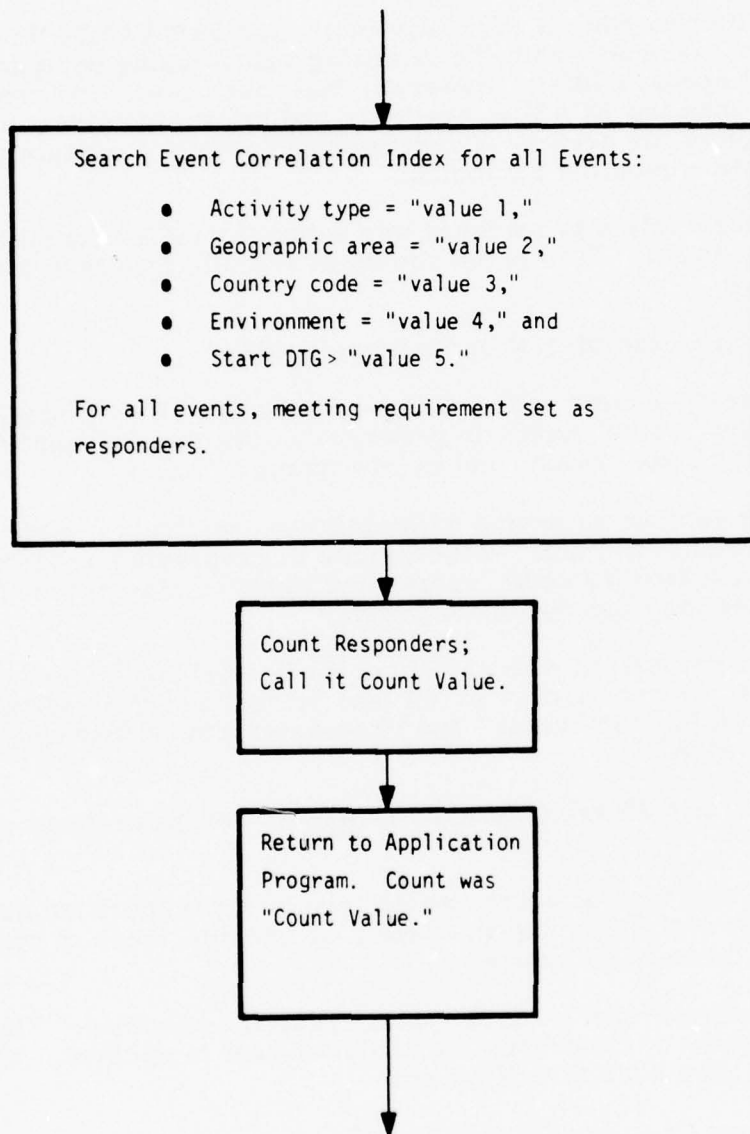 Search Event Correlation Index for all Events:
● Activity type = "value 1,"
● Geographic area = "value 2,"
● Country code = "value 3,"
● Environment = "value 4," and
● Start DTG > "value 5."
For all events, meeting requirement set as
responders.
Count Responders;
Call it Count Value.
Return to Application
Program. Count was
"Count Value."